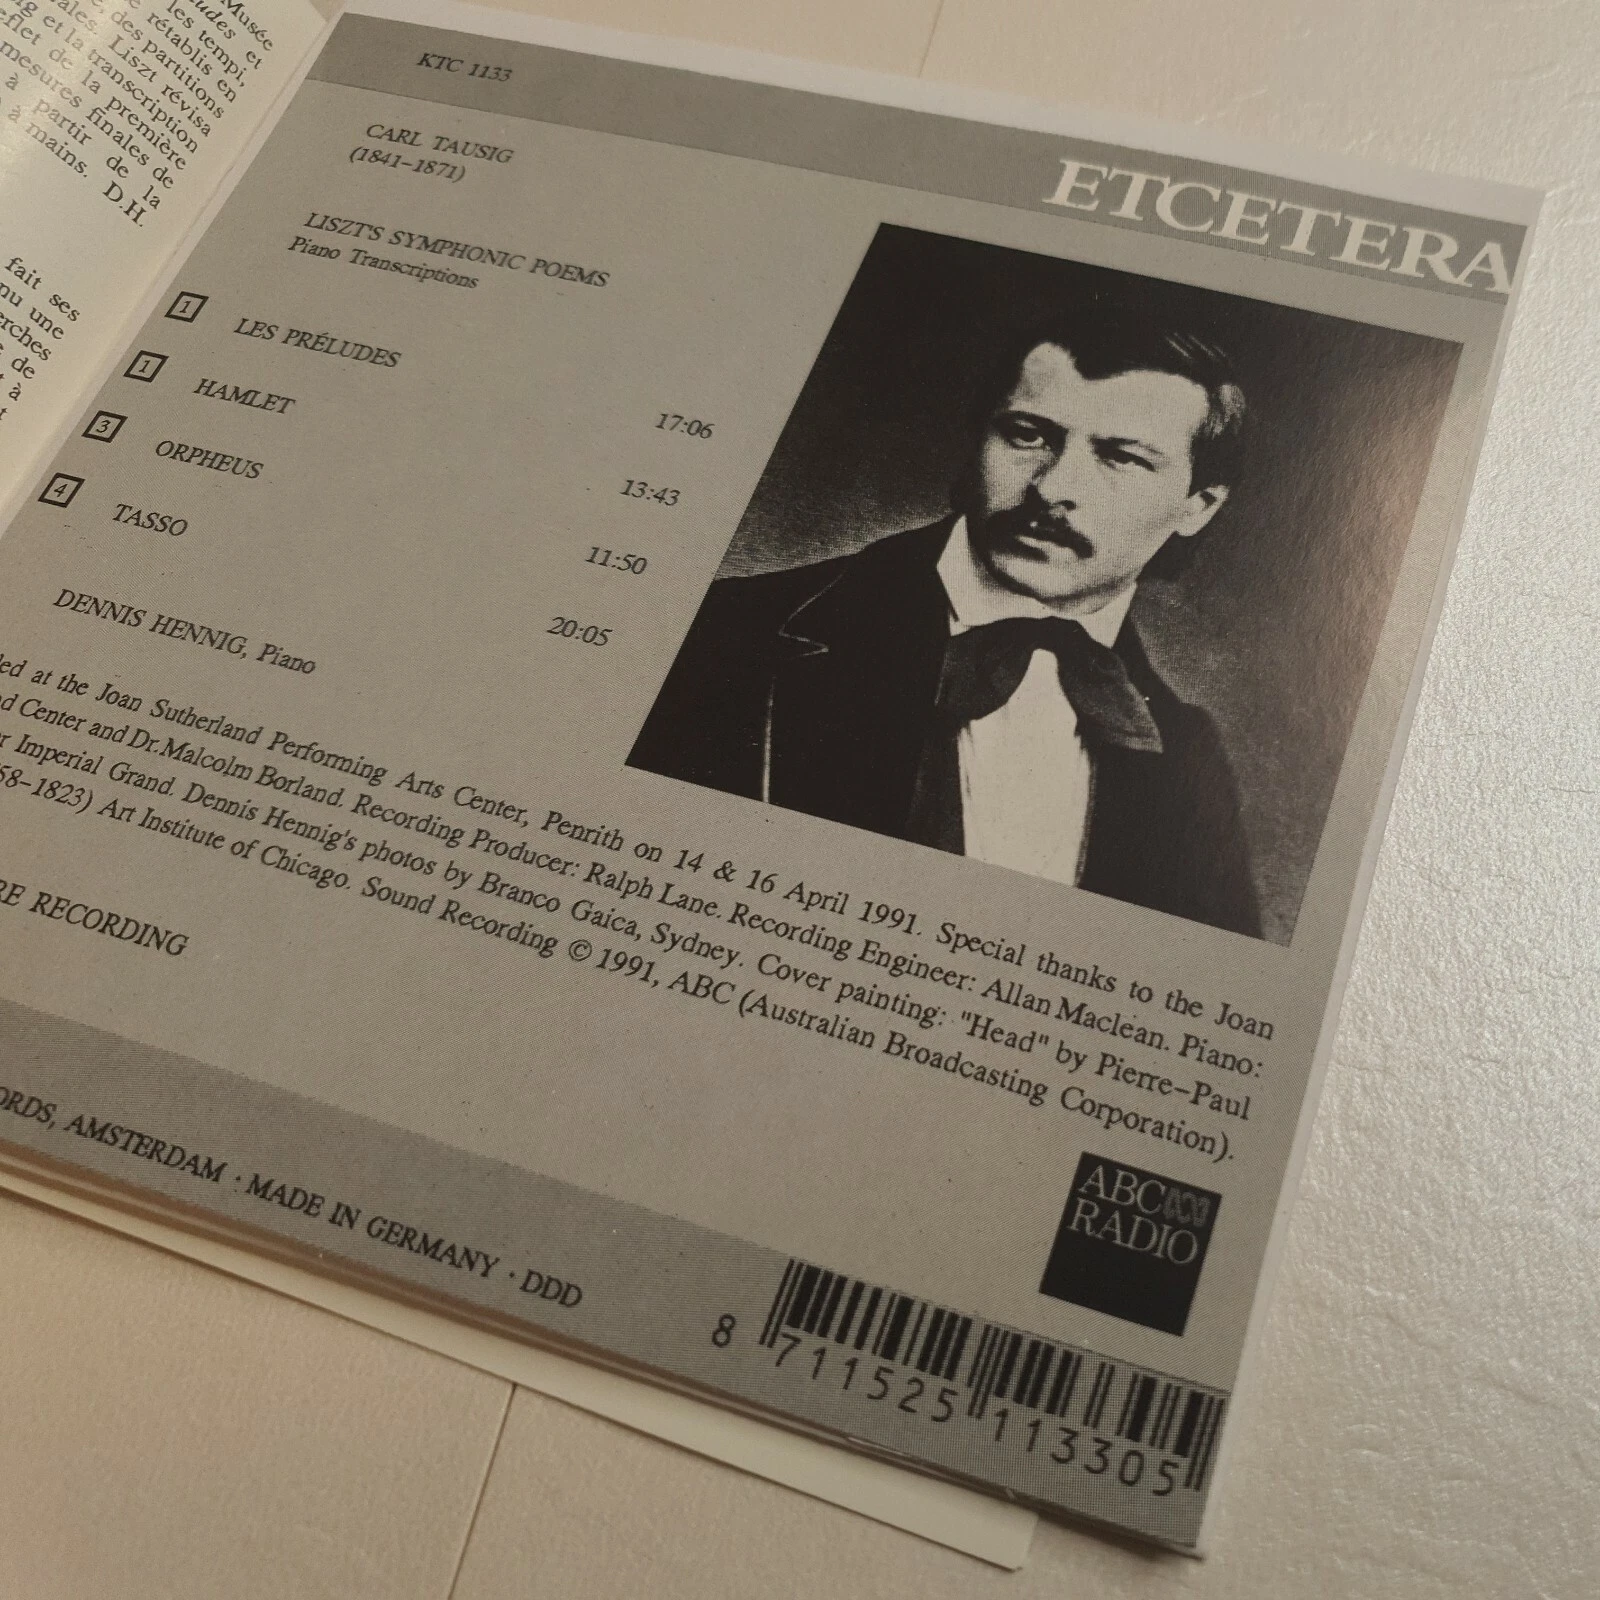 Musée
et
les tempi,
rétablis en
des partitions
Liszt révisa
et la transcription
de la première
mesures finales de
à partir de la
à mains. D.H.
fait ses
une
de
à
KTC 1133
ETCETERA
CARL TAUSIG
(1841-1871)
LISZT'S SYMPHONIC POEMS
Piano Transcriptions
1 LES PRÉLUDES 17:06
1 HAMLET 13:43
3 ORPHEUS 11:50
4 TASSO 20:05
DENNIS HENNIG, Piano
at the Joan Sutherland Performing Arts Center, Penrith on 14 & 16 April 1991. Special thanks to the Joan
Center and Dr. Malcolm Borland. Recording Producer: Ralph Lane. Recording Engineer: Allan Maclean. Piano:
Imperial Grand. Dennis Hennig's photos by Branco Gaica, Sydney. Cover painting: "Head" by Pierre-Paul
58-1823) Art Institute of Chicago. Sound Recording © 1991, ABC (Australian Broadcasting Corporation).
RECORDING
ABC
RADIO
AMSTERDAM · MADE IN GERMANY · DDD
8 711525 113305